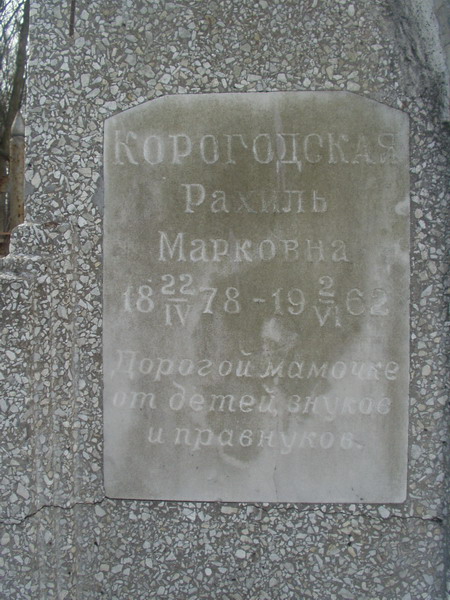 КОРОГОДСКАЯ
РАХИЛЬ
МАРКОВНА
18 22/IV 78 - 19 2/VI 62
Дорогой мамочке
от детей внуков
и правнуков.